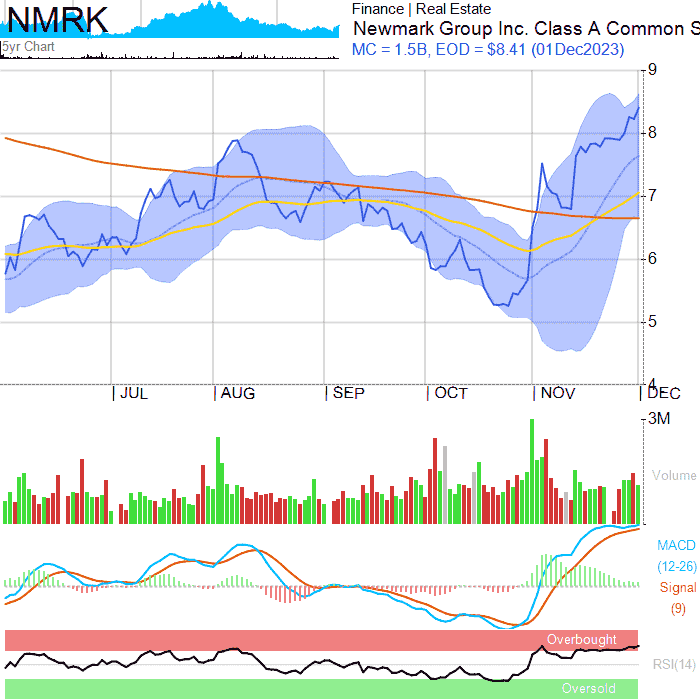 NMRK
5yr Chart
Finance | Real Estate
Newmark Group Inc. Class A Common S
MC = 1.5B, EOD = $8.41 (01Dec2023)
9
8
7
6
5
4
JUL AUG SEP OCT NOV DEC
3M
Volume
MACD
(12-26)
Signal
(9)
Overbought
RSI(14)
Oversold